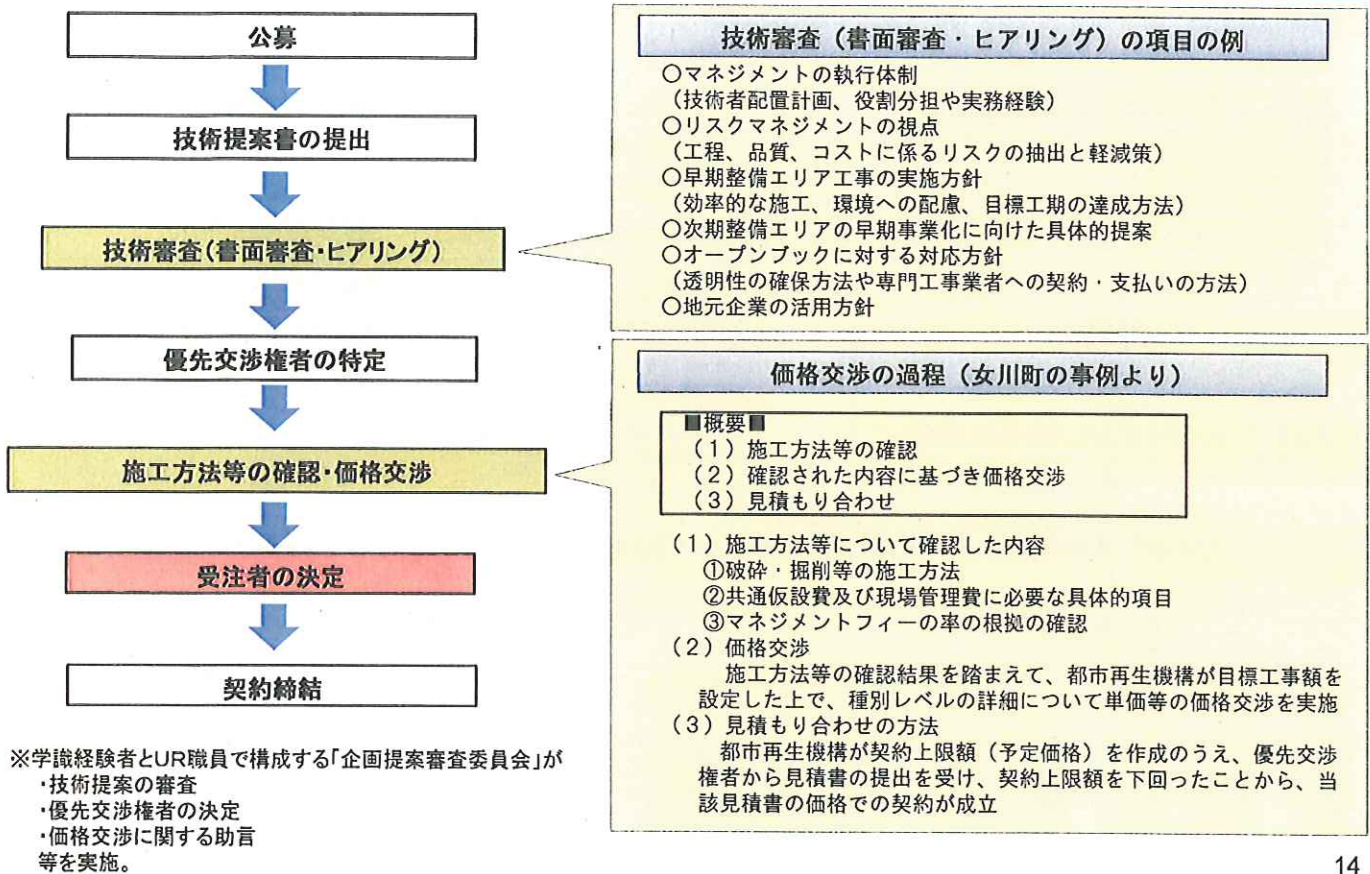 公募
技術提案書の提出
技術審査(書面審査・ヒアリング)
優先交渉権者の特定
施工方法等の確認・価格交渉
受注者の決定
契約締結
※学識経験者とUR職員で構成する「企画提案審査委員会」が
・技術提案の審査
・優先交渉権者の決定
・価格交渉に関する助言
等を実施。
技術審査（書面審査・ヒアリング）の項目の例
○マネジメントの執行体制
（技術者配置計画、役割分担や実務経験）
○リスクマネジメントの視点
（工程、品質、コストに係るリスクの抽出と軽減策）
○早期整備エリア工事の実施方針
（効率的な施工、環境への配慮、目標工期の達成方法）
○次期整備エリアの早期事業化に向けた具体的提案
○オープンブックに対する対応方針
（透明性の確保方法や専門工事業者への契約・支払いの方法）
○地元企業の活用方針
価格交渉の過程（女川町の事例より）
■概要■
（１）施工方法等の確認
（２）確認された内容に基づき価格交渉
（３）見積もり合わせ
（１）施工方法等について確認した内容
①破砕・掘削等の施工方法
②共通仮設費及び現場管理費に必要な具体的項目
③マネジメントフィーの率の根拠の確認
（２）価格交渉
施工方法等の確認結果を踏まえて、都市再生機構が目標工事額を
設定した上で、種別レベルの詳細について単価等の価格交渉を実施
（３）見積もり合わせの方法
都市再生機構が契約上限額（予定価格）を作成のうえ、優先交渉
権者から見積書の提出を受け、契約上限額を下回ったことから、当
該見積書の価格での契約が成立
14